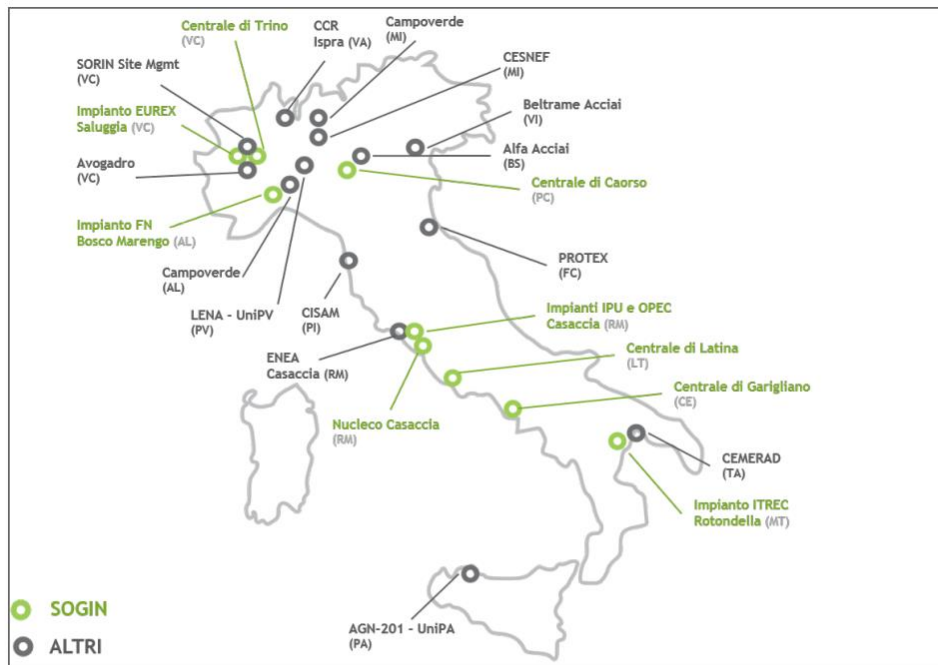 Centrale di Trino
(VC)
CCR
Ispra (VA)
Campoverde
(MI)
SORIN Site Mgmt
(VC)
CESNEF
(MI)
Impianto EUREX
Saluggia (VC)
Beltrame Acciai
(VI)
Avogadro
(VC)
Alfa Acciai
(BS)
Centrale di Caorso
(PC)
Impianto FN
Bosco Marengo (AL)
Campoverde
(AL)
PROTEX
(FC)
LENA - UniPV
(PV)
CISAM
(PI)
Impianti IPU e OPEC
Casaccia (RM)
ENEA
Casaccia (RM)
Centrale di Latina
(LT)
Nucleco Casaccia
(RM)
Centrale di Garigliano
(CE)
CEMERAD
(TA)
Impianto ITREC
Rotondella (MT)
AGN-201 - UniPA
(PA)
SOGIN
ALTRI